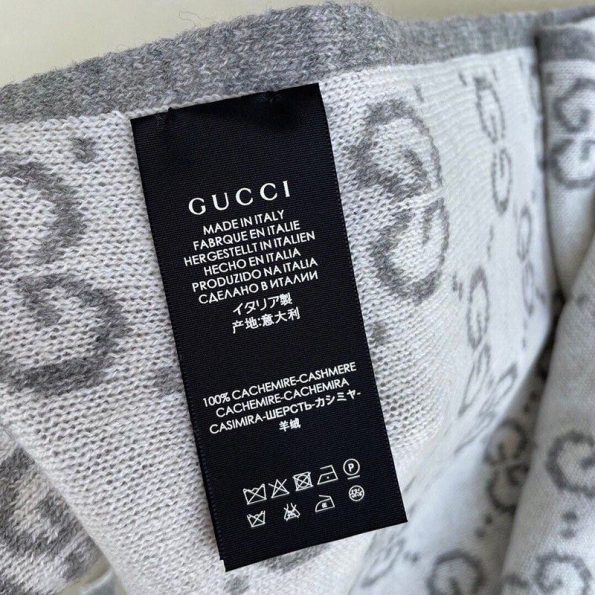 GUCCI
MADE IN ITALY
FABRIQUE EN ITALIE
HERGESTELLT IN ITALIEN
HECHO EN ITALIA
PRODUZIDO NA ITALIA
СДЕЛАНО В ИТАЛИИ
イタリア製
产地:意大利
100% CACHEMIRE-CASHMERE
CACHEMIRE-CACHEMIRA
CASIMIRA-ШЕРСТЬ-カシミヤ-
羊绒
P